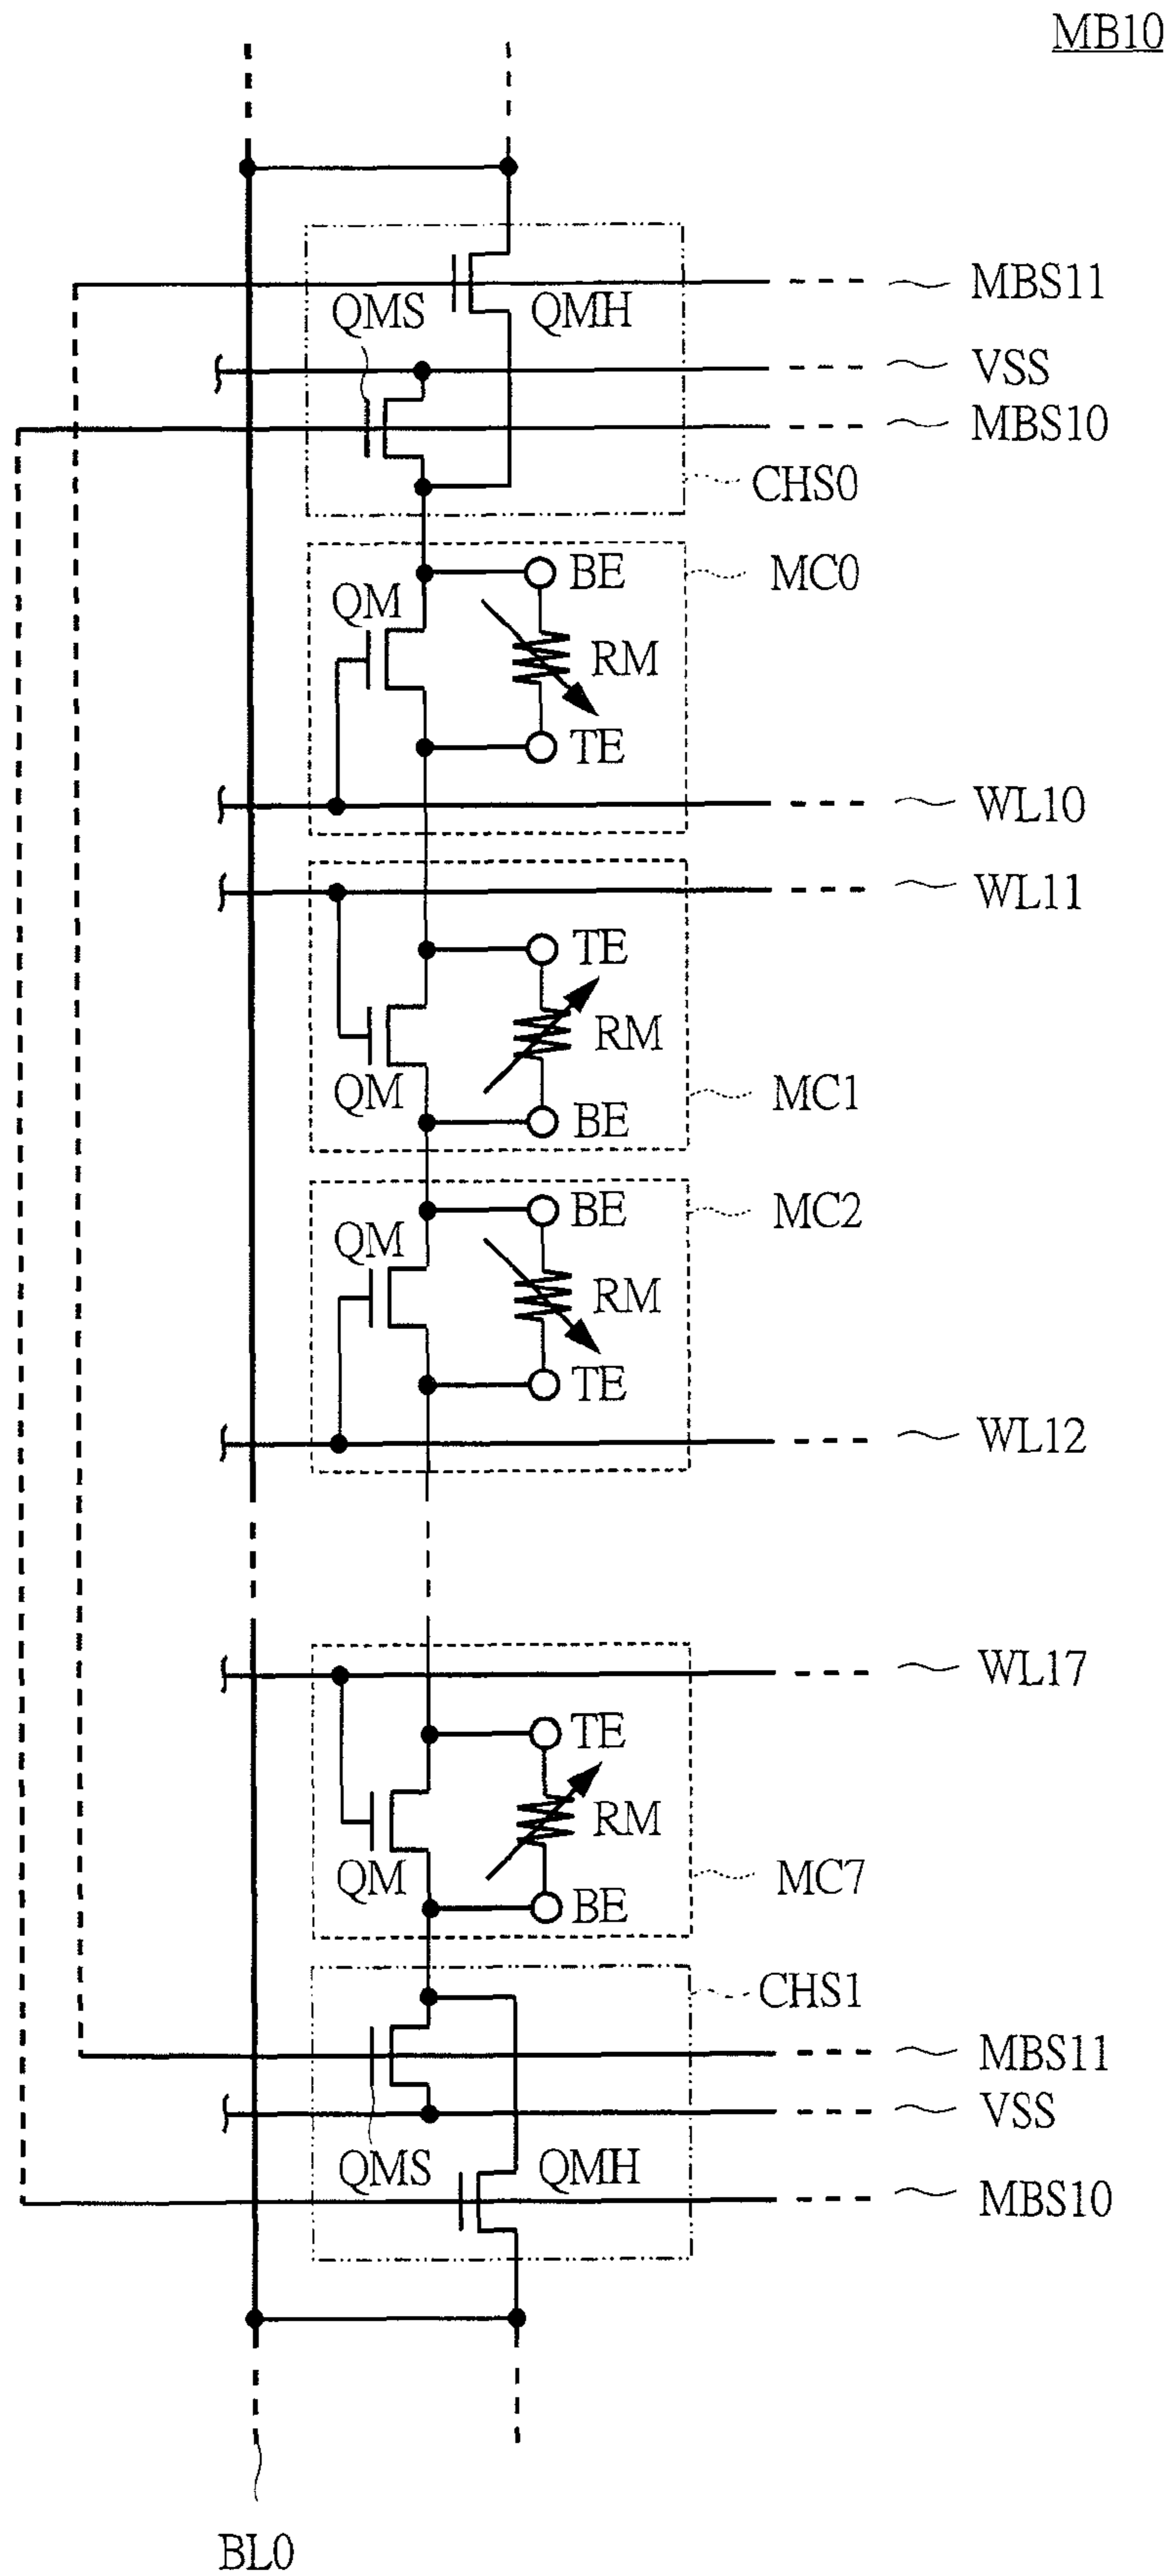 MB10
MBS11
QMS
QMH
VSS
MBS10
CHS0
BE
MC0
QM
RM
TE
WL10
WL11
TE
RM
QM
MC1
BE
BE
MC2
QM
RM
TE
WL12
WL17
TE
RM
QM
MC7
BE
CHS1
MBS11
VSS
QMS
QMH
MBS10
BL0